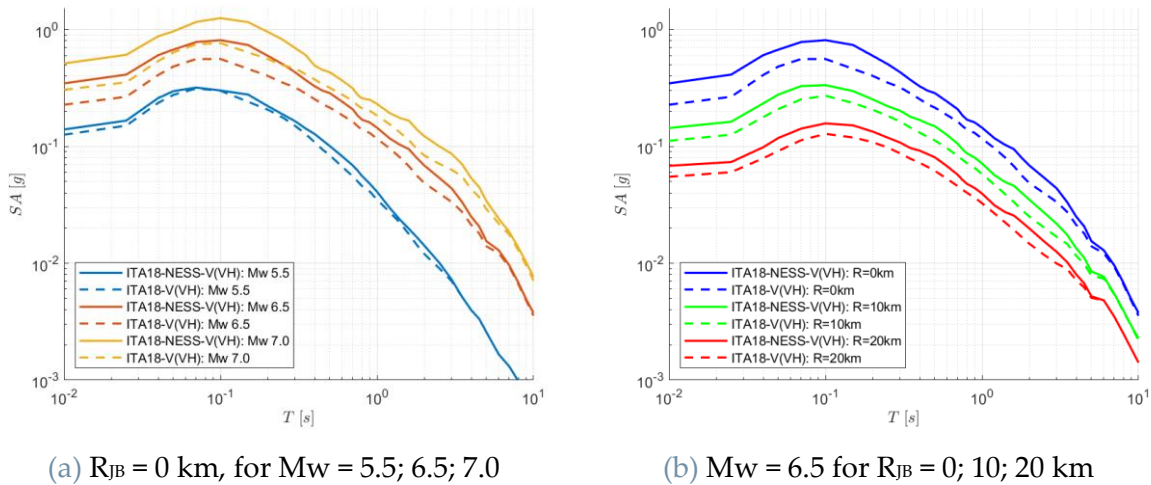 10^0
10^-1
10^-2
10^-3
SA [g]
10^-2
10^-1
10^0
10^1
T [s]
ITA18-NESS-V(VH): Mw 5.5
ITA18-V(VH): Mw 5.5
ITA18-NESS-V(VH): Mw 6.5
ITA18-V(VH): Mw 6.5
ITA18-NESS-V(VH): Mw 7.0
ITA18-V(VH): Mw 7.0
(a) RJB = 0 km, for Mw = 5.5; 6.5; 7.0
10^0
10^-1
10^-2
10^-3
SA [g]
10^-2
10^-1
10^0
10^1
T [s]
ITA18-NESS-V(VH): R=0km
ITA18-V(VH): R=0km
ITA18-NESS-V(VH): R=10km
ITA18-V(VH): R=10km
ITA18-NESS-V(VH): R=20km
ITA18-V(VH): R=20km
(b) Mw = 6.5 for RJB = 0; 10; 20 km